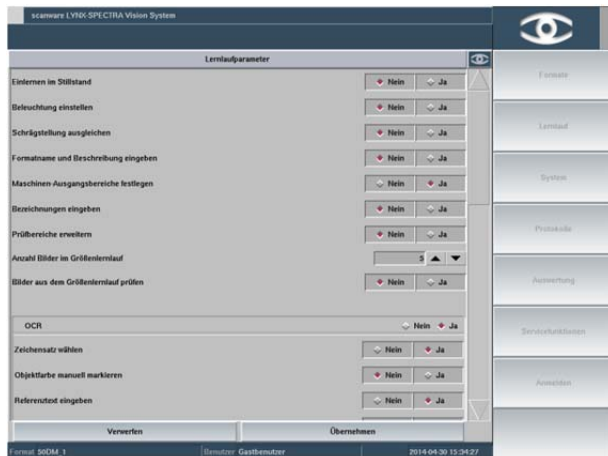 scanware LYNX-SPECTRA Vision System
Lernlaufparameter
Einlernen im Stillstand Nein Ja
Beleuchtung einstellen Nein Ja
Schrägstellung ausgleichen Nein Ja
Formatname und Beschreibung eingeben Nein Ja
Maschinen-Ausgangsbereiche festlegen Nein Ja
Bezeichnungen eingeben Nein Ja
Prüfbereiche erweitern Nein Ja
Anzahl Bilder im Größenlernlauf 5
Bilder aus dem Größenlernlauf prüfen Nein Ja
OCR Nein Ja
Zeichensatz wählen Nein Ja
Objektfarbe manuell markieren Nein Ja
Referenztext eingeben Nein Ja
Verwerfen Übernehmen
Format 50DM_1 Benutzer Gastbenutzer 2014-04-30 15:34:27
Formate
Lernlauf
System
Protokolle
Auswertung
Servicefunktionen
Anmelden